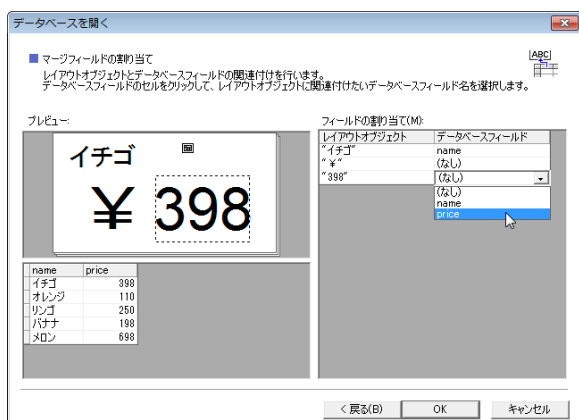 データベースを開く
マージフィールドの割り当て
レイアウトオブジェクトとデータベースフィールドの関連付けを行います。
データベースフィールドのセルをクリックして、レイアウトオブジェクトに関連付けたいデータベースフィールド名を選択します。
ABC
プレビュー:
イチゴ
¥ 398
フィールドの割り当て(M):
レイアウトオブジェクト データベースフィールド
"イチゴ" name
"¥" (なし)
"398" (なし)
(なし)
name
price
name price
イチゴ 398
オレンジ 110
リンゴ 250
バナナ 198
メロン 698
< 戻る(B) OK キャンセル